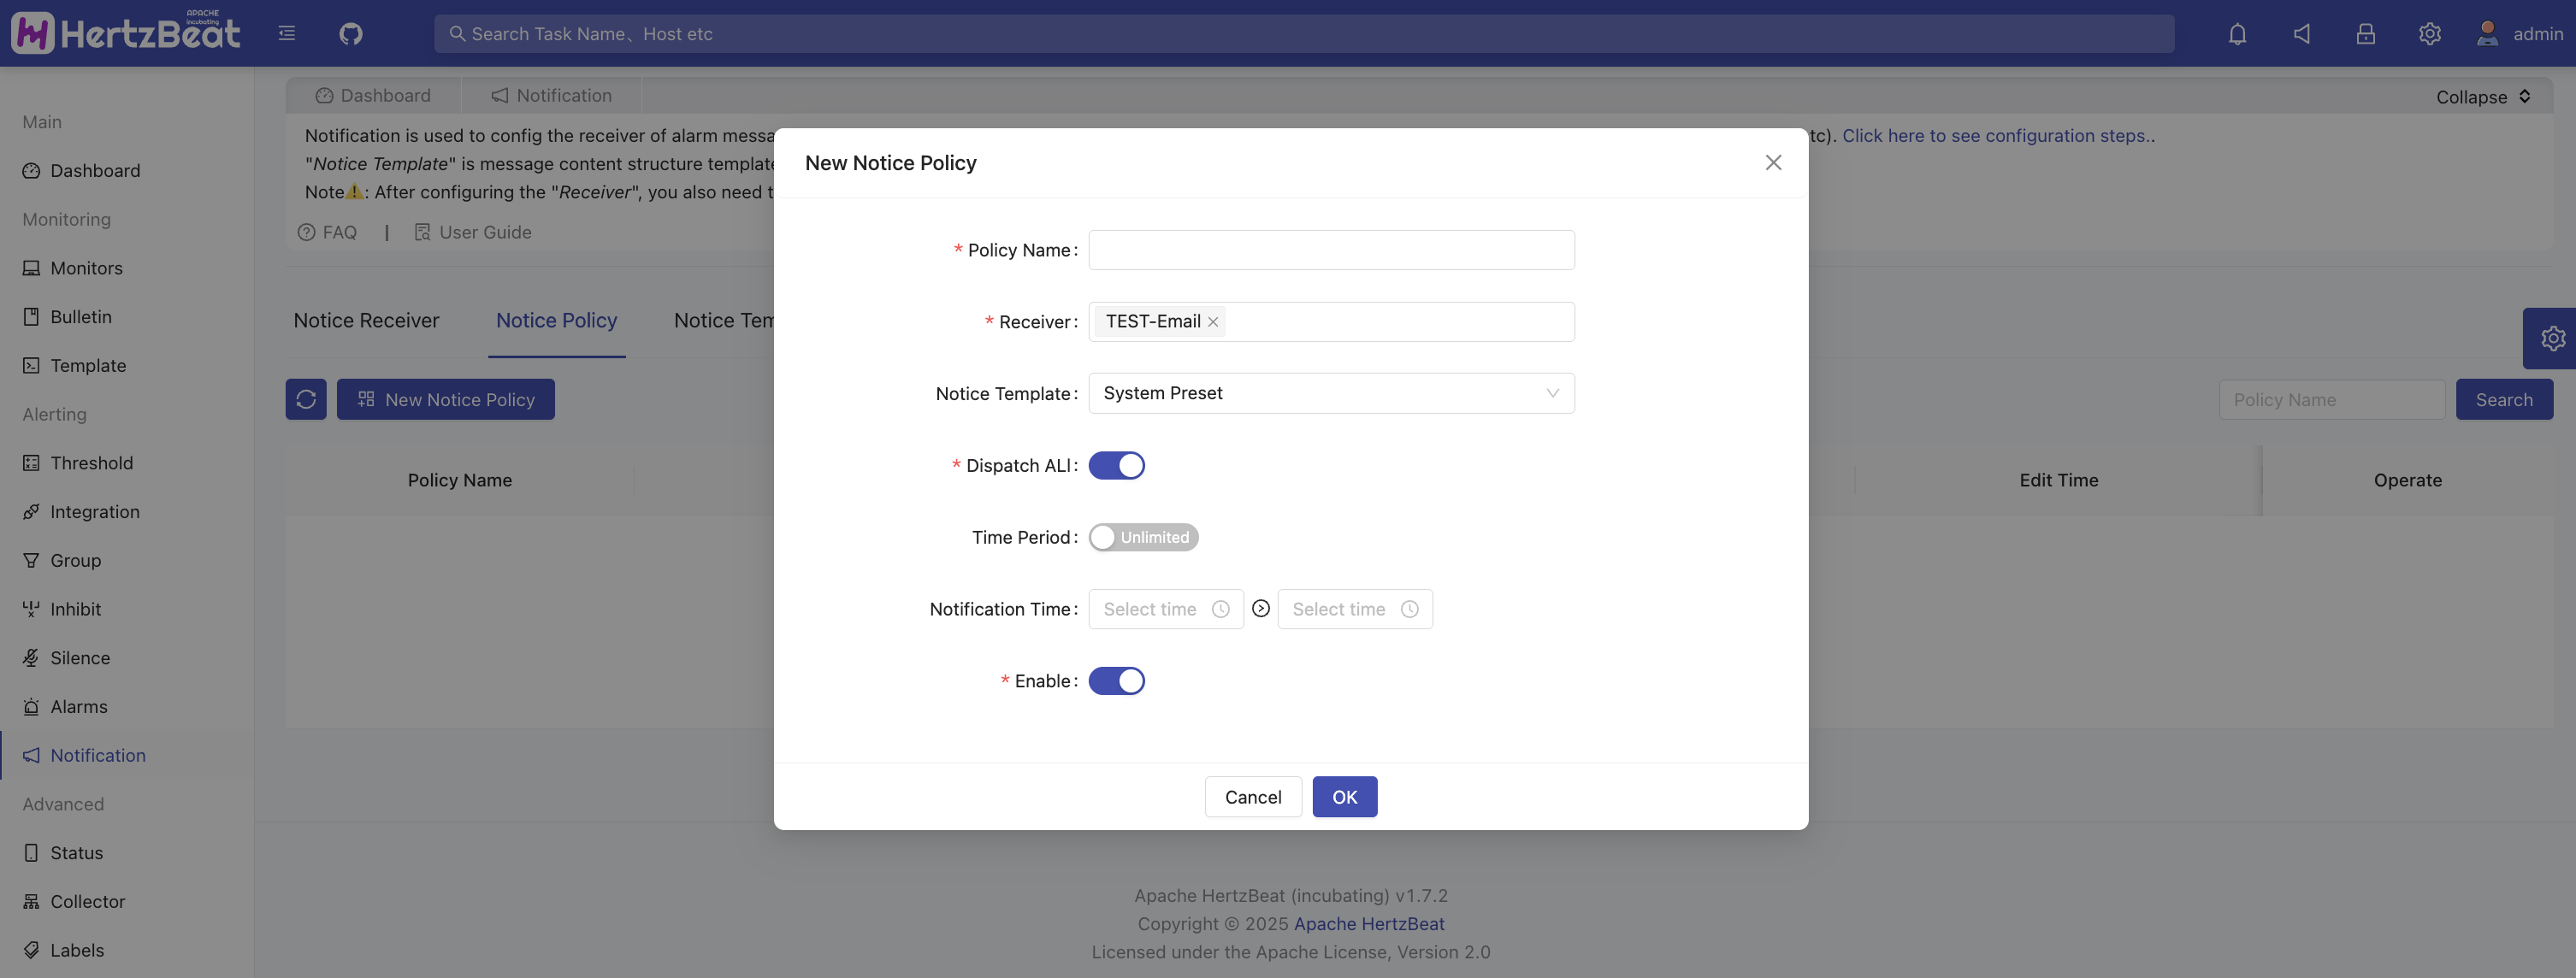 APACHE
incubating
HertzBeat
Search Task Name、Host etc
admin
Main
Dashboard
Monitoring
Monitors
Bulletin
Template
Alerting
Threshold
Integration
Group
Inhibit
Silence
Alarms
Notification
Advanced
Status
Collector
Labels
Dashboard
Notification
Collapse
Notification is used to config the receiver of alarm messa
tc). Click here to see configuration steps..
"Notice Template" is message content structure template
Note⚠️: After configuring the "Receiver", you also need t
FAQ | User Guide
Notice Receiver
Notice Policy
Notice Tem
New Notice Policy
Policy Name
Search
Policy Name
Edit Time
Operate
New Notice Policy
* Policy Name:
* Receiver: TEST-Email
Notice Template: System Preset
* Dispatch ALl:
Time Period: Unlimited
Notification Time: Select time Select time
* Enable:
Cancel OK
Apache HertzBeat (incubating) v1.7.2
Copyright © 2025 Apache HertzBeat
Licensed under the Apache License, Version 2.0